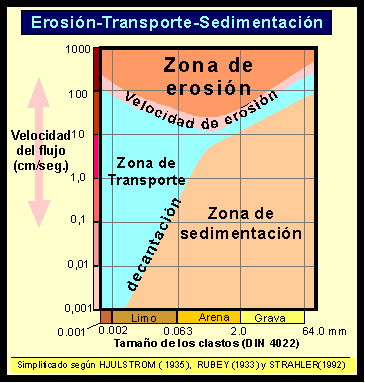 Erosión-Transporte-Sedimentación
1000
100
10
1
0,1
0,01
0,001
Velocidad
del flujo
(cm/seg.)
Zona de
erosión
Velocidad de erosión
Zona de
Transporte
decantación
Zona de
sedimentación
Limo
Arena
Grava
0.001
0.002
0.063
2.0
64.0 mm
Tamaño de los clastos (DIN 4022)
Simplificado según HJULSTROM ( 1935), RUBEY (1933) y STRAHLER(1992)